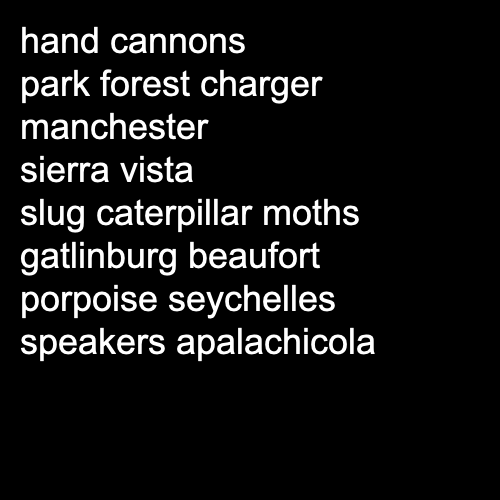 hand cannons
park forest charger
manchester
sierra vista
slug caterpillar moths
gatlinburg beaufort
porpoise seychelles
speakers apalachicola